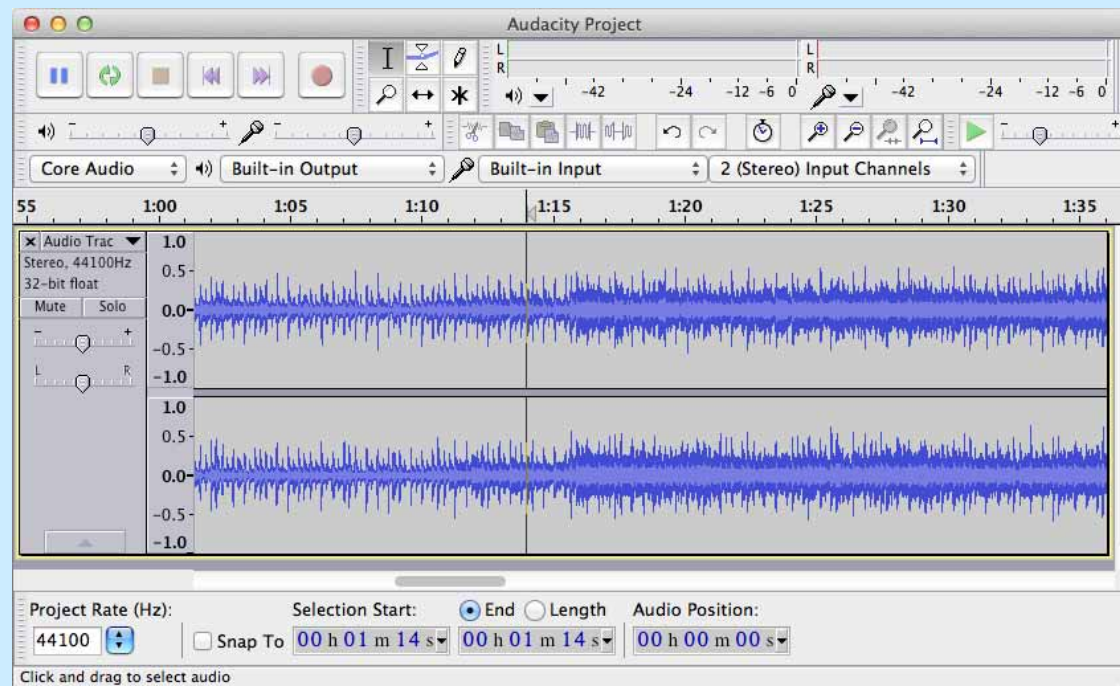 Audacity Project
L
R
-42 -24 -12 -6 0
L
R
-42 -24 -12 -6 0
- +
- +
- +
Core Audio Built-in Output Built-in Input 2 (Stereo) Input Channels
55 1:00 1:05 1:10 1:15 1:20 1:25 1:30 1:35
Audio Trac
Stereo, 44100Hz
32-bit float
Mute Solo
- +
L R
1.0
0.5-
0.0-
-0.5-
-1.0
1.0
0.5-
0.0-
-0.5-
-1.0
Project Rate (Hz): Selection Start: End Length Audio Position:
44100 Snap To 00 h 01 m 14 s 00 h 01 m 14 s 00 h 00 m 00 s
Click and drag to select audio